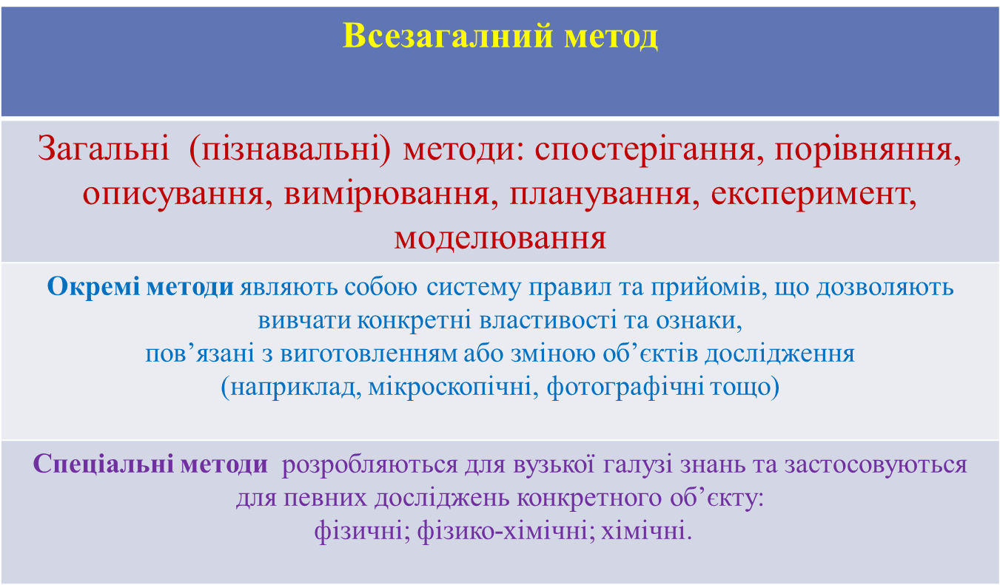 Всезагалний метод
Загальні  (пізнавальні) методи: спостерігання, порівняння,
описування, вимірювання, планування, експеримент,
моделювання
Окремі методи являють собою систему правил та прийомів, що дозволяють
вивчати конкретні властивості та ознаки,
пов’язані з виготовленням або зміною об’єктів дослідження
(наприклад, мікроскопічні, фотографічні тощо)
Спеціальні методи  розробляються для вузької галузі знань та застосовуються
для певних досліджень конкретного об’єкту:
фізичні; фізико-хімічні; хімічні.